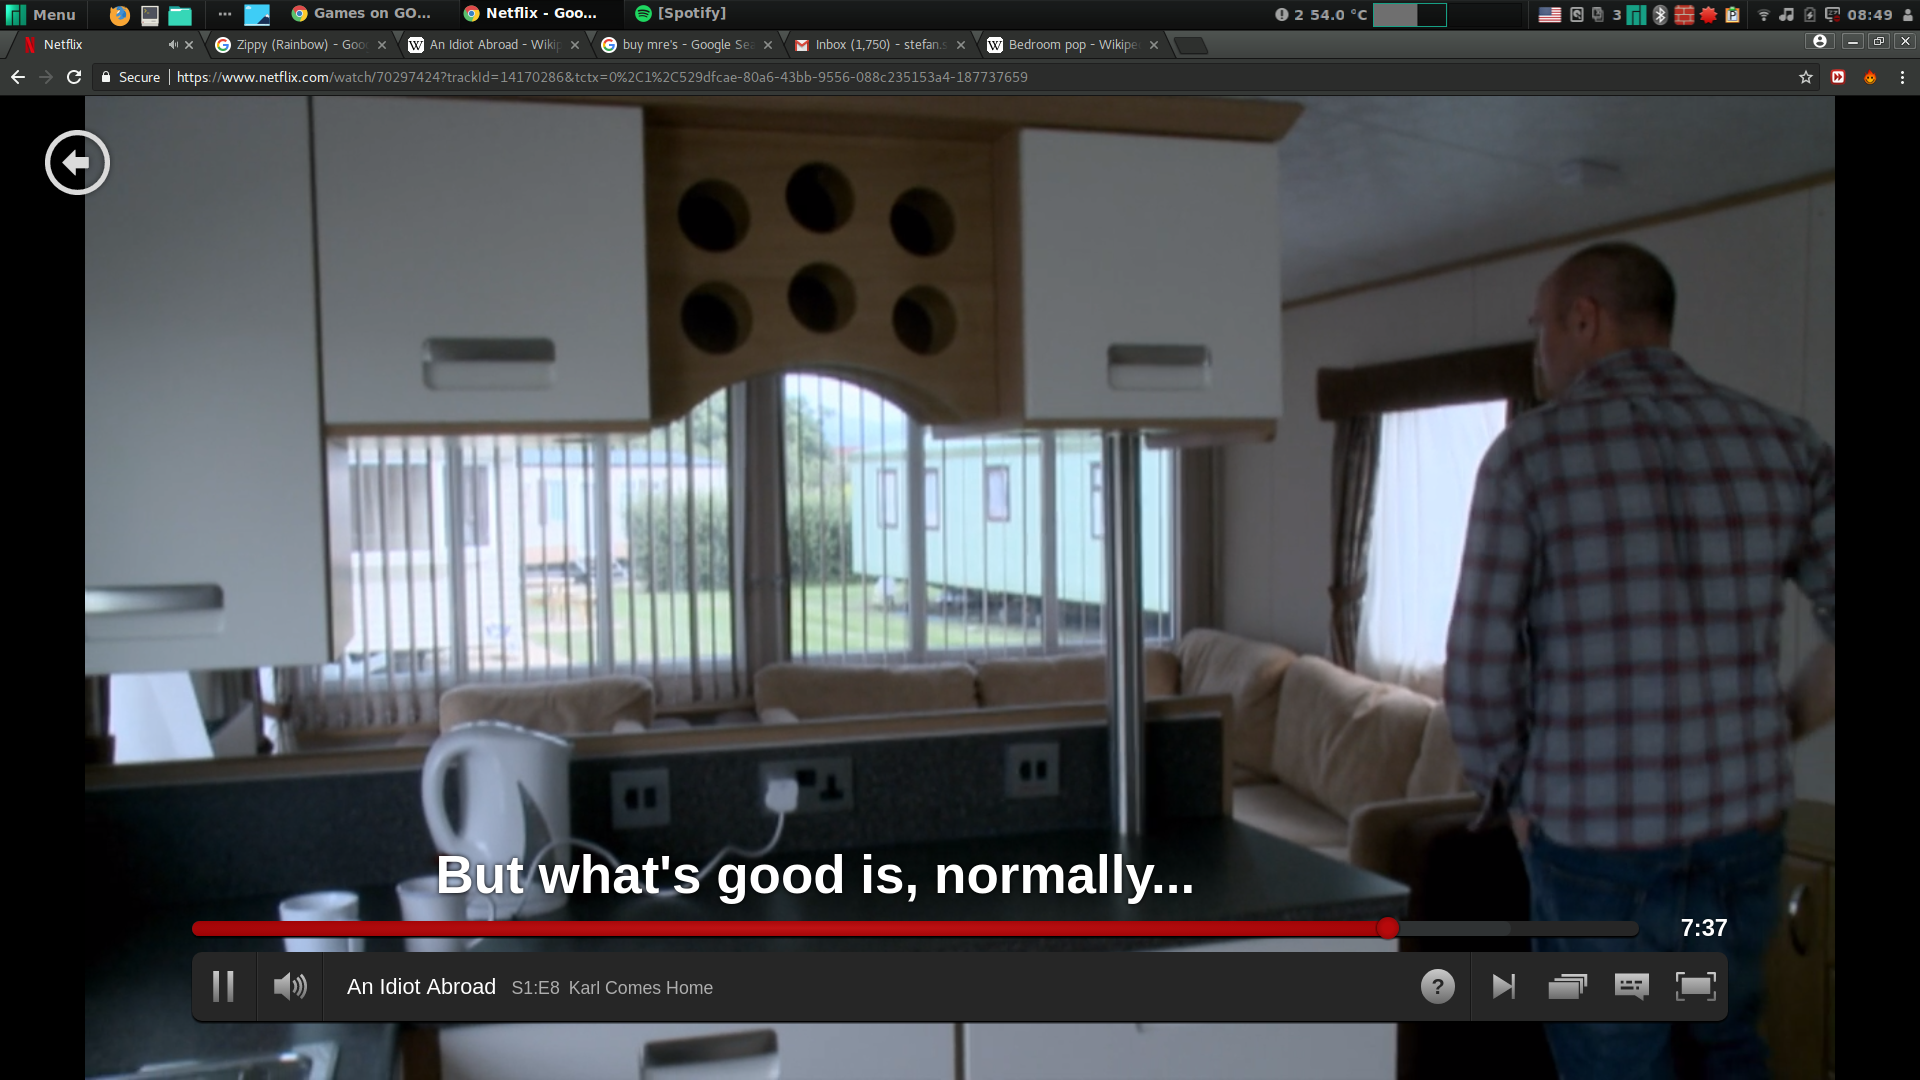 Menu
Games on GO...
Netflix - Goo...
[Spotify]
2 54.0 °C
3
08:49
Netflix
Zippy (Rainbow) - Goo
An Idiot Abroad - Wikip
buy mre's - Google Se
Inbox (1,750) - stefan.s
Bedroom pop - Wikipe
Secure
https://www.netflix.com/watch/70297424?trackId=14170286&tctx=0%2C1%2C529dfcae-80a6-43bb-9556-088c235153a4-187737659
But what's good is, normally...
7:37
An Idiot Abroad S1:E8 Karl Comes Home
?